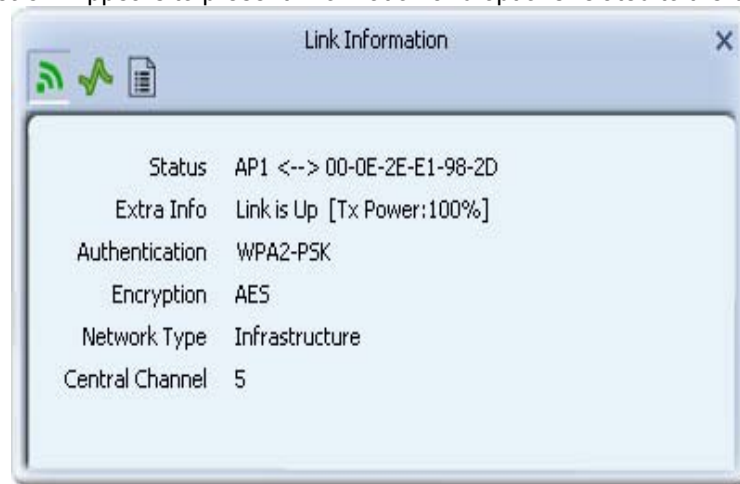 Link Information
Status AP1 <--> 00-0E-2E-E1-98-2D
Extra Info Link is Up [Tx Power:100%]
Authentication WPA2-PSK
Encryption AES
Network Type Infrastructure
Central Channel 5